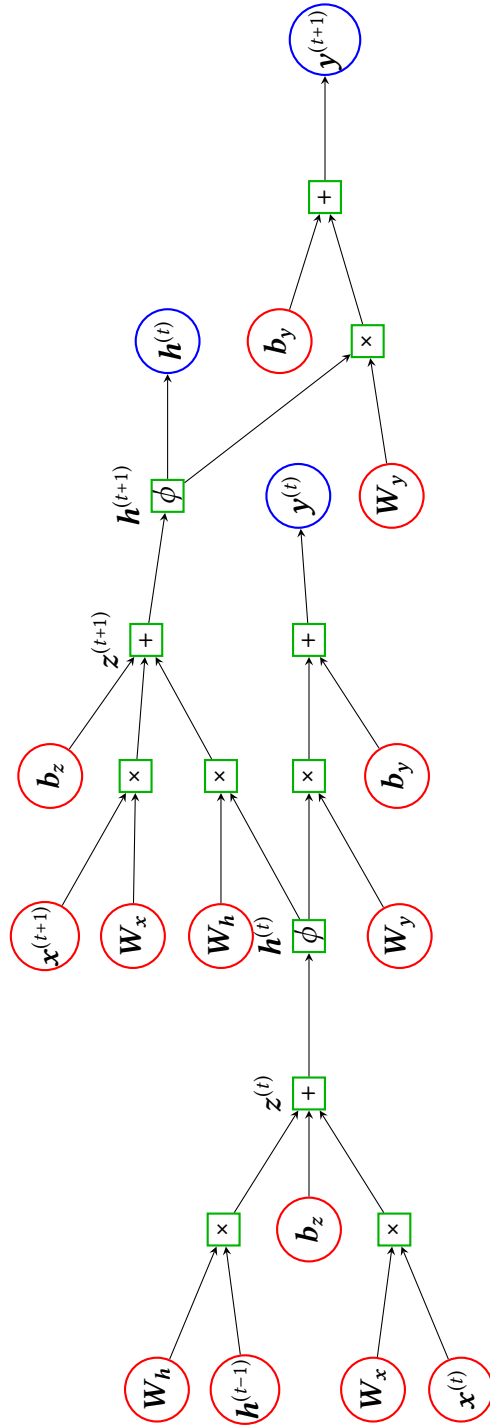 x^(t+1) b_z
z^(t+1) h^(t+1)
W_x × + ϕ h^(t)
W_h × W_h ×
h^(t−1) z^(t) h^(t)
b_y
b_z + ϕ × + y^(t) + y^(t+1)
W_x × W_y b_y W_y ×
x^(t)